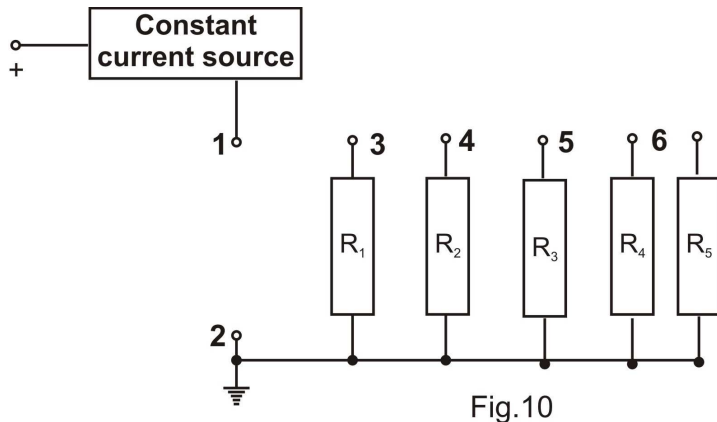 Constant
current source
+
1
3
4
5
6
R₁
R₂
R₃
R₄
R₅
2
Fig.10